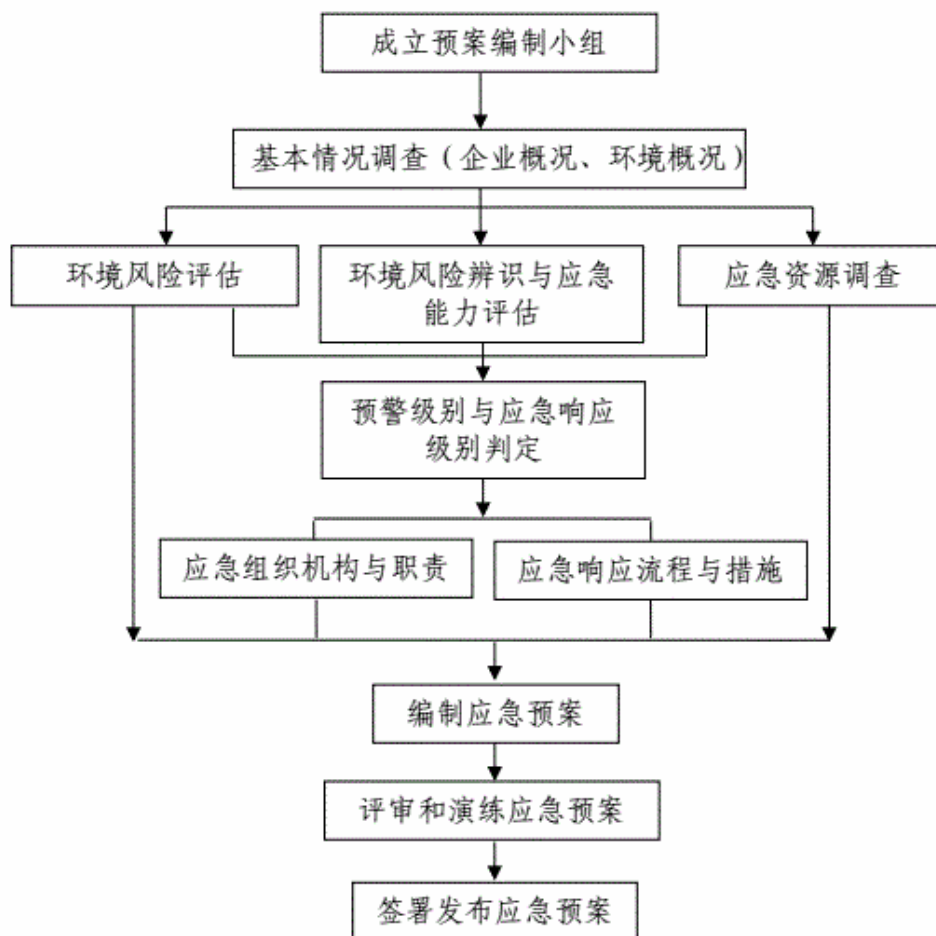 成立预案编制小组
基本情况调查（企业概况、环境概况）
环境风险评估
环境风险辨识与应急
能力评估
应急资源调查
预警级别与应急响应
级别判定
应急组织机构与职责
应急响应流程与措施
编制应急预案
评审和演练应急预案
签署发布应急预案